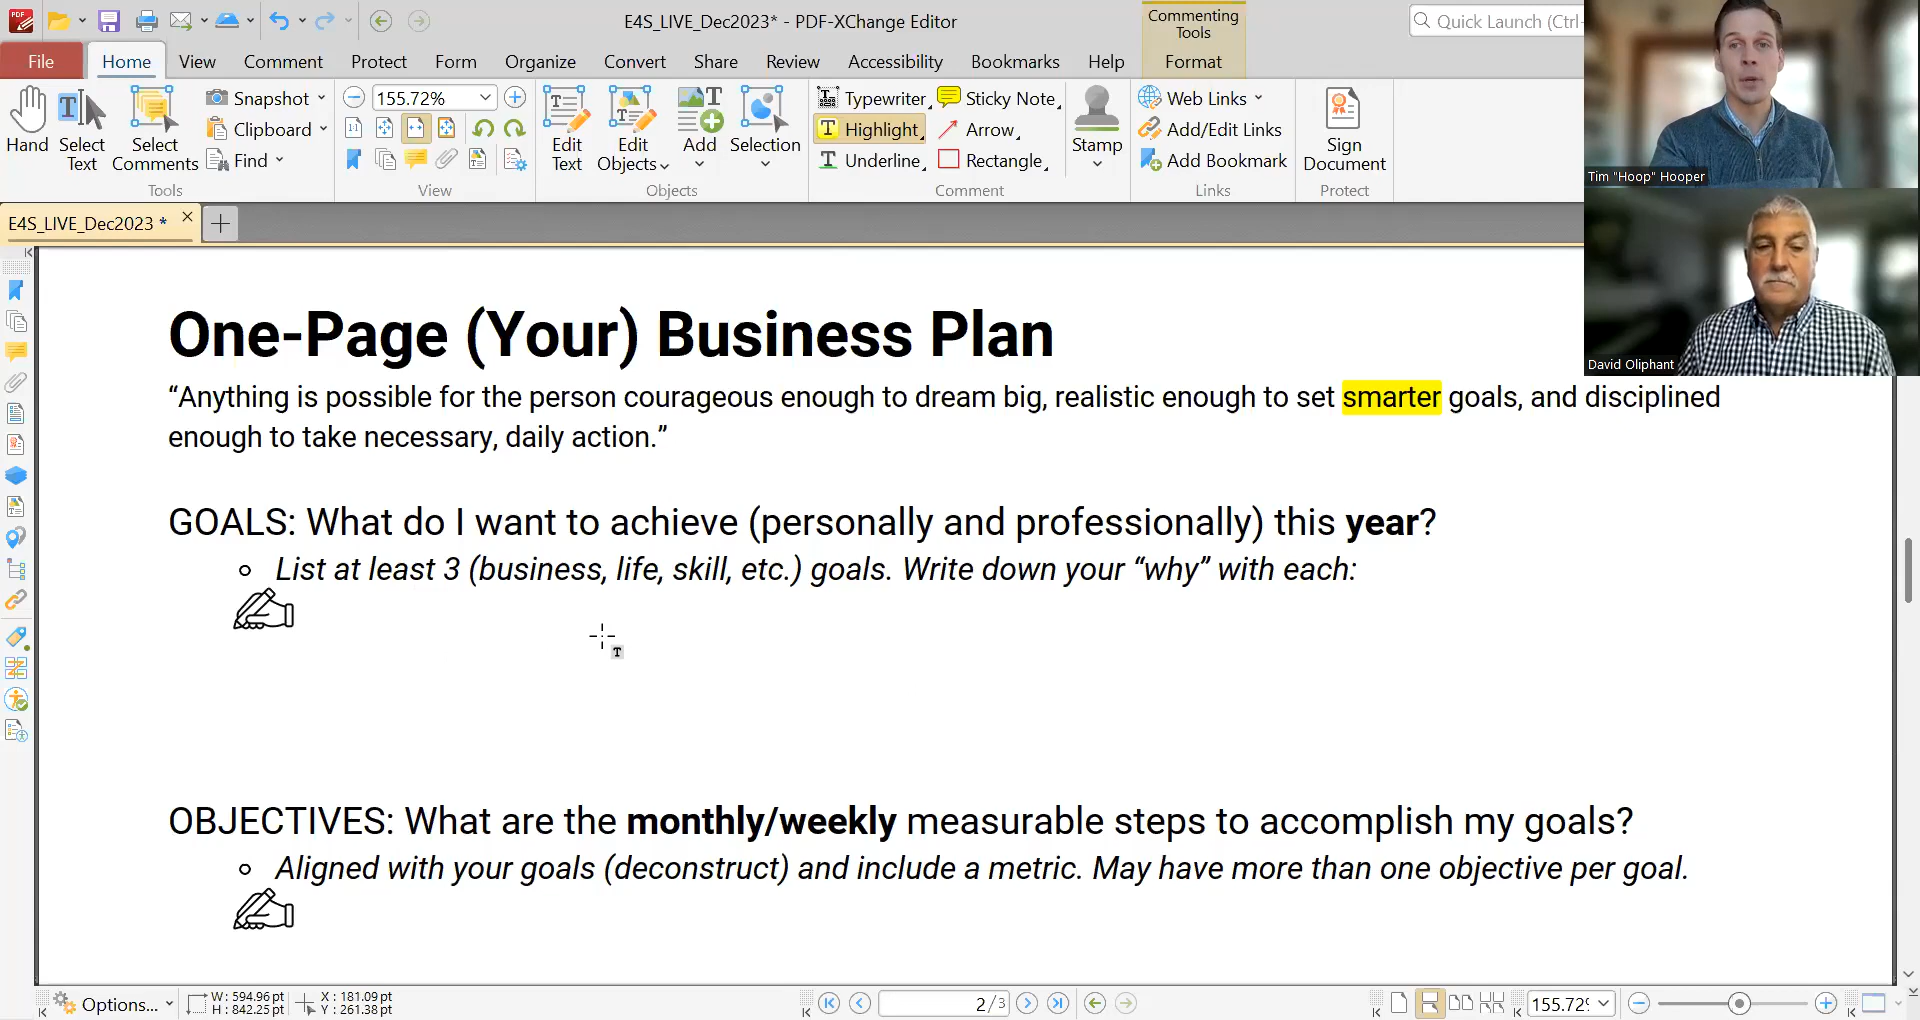 E4S_LIVE_Dec2023* - PDF-XChange Editor
Commenting Tools
Quick Launch (Ctrl-
File
Home
View
Comment
Protect
Form
Organize
Convert
Share
Review
Accessibility
Bookmarks
Help
Format
Hand
Select Text
Select Comments
Snapshot
Clipboard
Find
Tools
155.72%
View
Edit Text
Edit Objects
Add
Selection
Objects
Typewriter
Highlight
Underline
Sticky Note
Arrow
Rectangle
Stamp
Comment
Web Links
Add/Edit Links
Add Bookmark
Links
Sign Document
Protect
Tim "Hoop" Hooper
David Oliphant
E4S_LIVE_Dec2023 *
One-Page (Your) Business Plan
“Anything is possible for the person courageous enough to dream big, realistic enough to set smarter goals, and disciplined
enough to take necessary, daily action.”
GOALS: What do I want to achieve (personally and professionally) this year?
List at least 3 (business, life, skill, etc.) goals. Write down your “why” with each:
OBJECTIVES: What are the monthly/weekly measurable steps to accomplish my goals?
Aligned with your goals (deconstruct) and include a metric. May have more than one objective per goal.
Options...
W: 594.96 pt
H: 842.25 pt
X: 181.09 pt
Y: 261.38 pt
2/3
155.72%